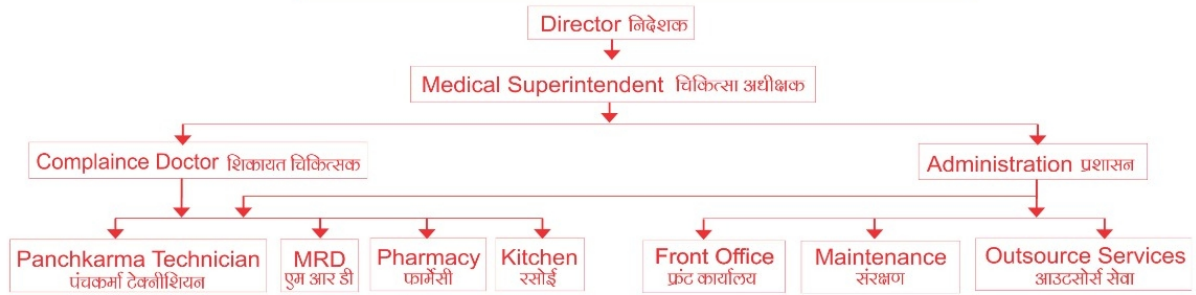 Director निदेशक
Medical Superintendent चिकित्सा अधीक्षक
Complaince Doctor शिकायत चिकित्सक
Administration प्रशासन
Panchkarma Technician
पंचकर्मा टेक्नीशियन
MRD
एम आर डी
Pharmacy
फार्मेसी
Kitchen
रसोई
Front Office
फ्रंट कार्यालय
Maintenance
संरक्षण
Outsource Services
आउटसोर्स सेवा